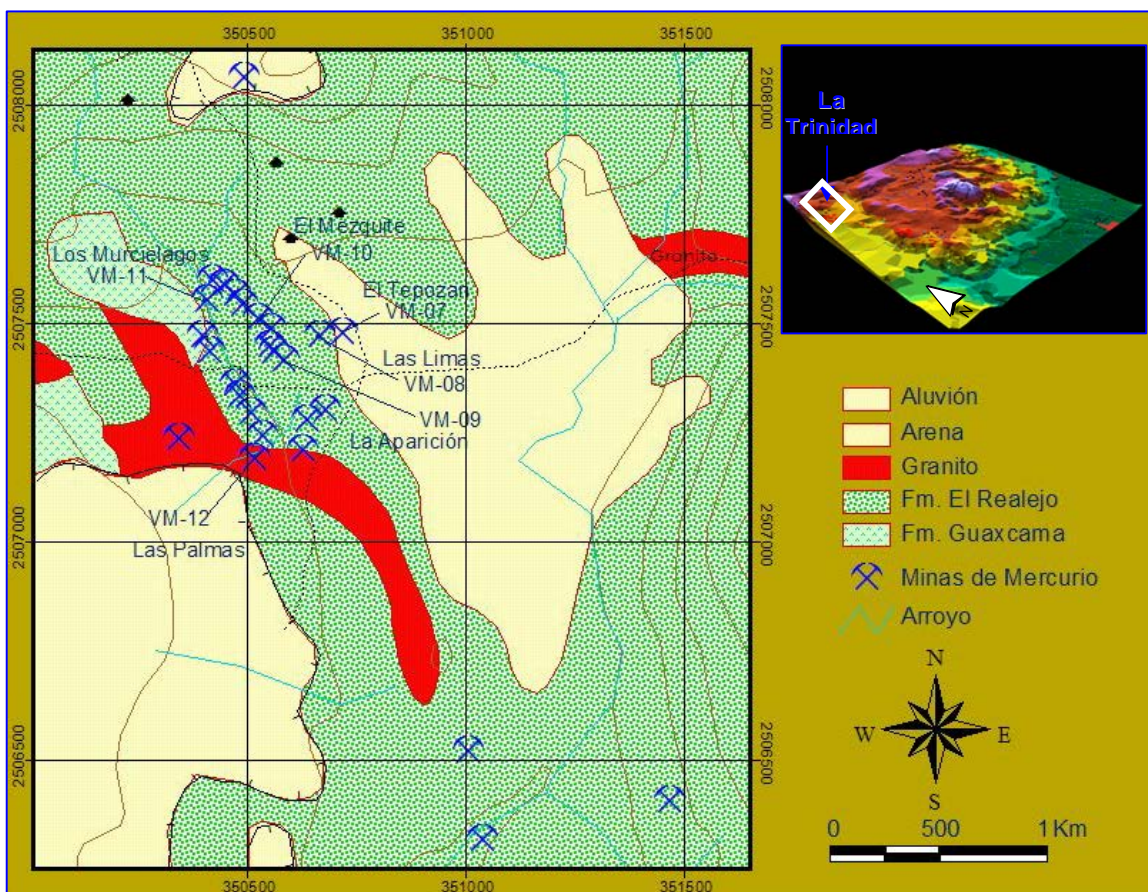 350500 351000 351500
2508000
2507500
2507000
2506500
2508000
2507500
2507000
2506500
El Mezquite
VM-10
Los Murcielagos
VM-11
Granito
El Tepozan
VM-07
Las Limas
VM-08
VM-09
La Aparición
VM-12
Las Palmas
350500 351000 351500
La
Trinidad
N
Aluvión
Arena
Granito
Fm. El Realejo
Fm. Guaxcama
Minas de Mercurio
Arroyo
N
W E
S
0 500 1 Km